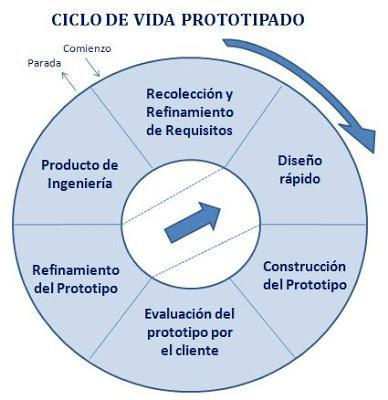 CICLO DE VIDA PROTOTIPADO
Comienzo
Parada
Recolección y
Refinamiento
de Requisitos
Diseño
rápido
Construcción
del Prototipo
Evaluación del
prototipo por
el cliente
Refinamiento
del Prototipo
Producto de
Ingeniería